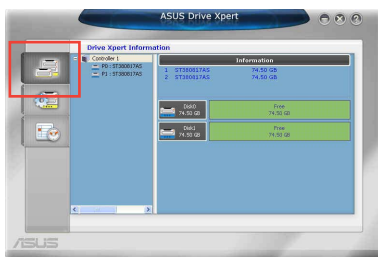 ASUS Drive Xpert
Drive Xpert Information
Controller 1
P0 : ST380817AS
P1 : ST380817AS
Information
1 ST380817AS 74.50 GB
2 ST380817AS 74.50 GB
Disk0
74.50 GB
Free
74.50 GB
Disk1
74.50 GB
Free
74.50 GB
ASUS